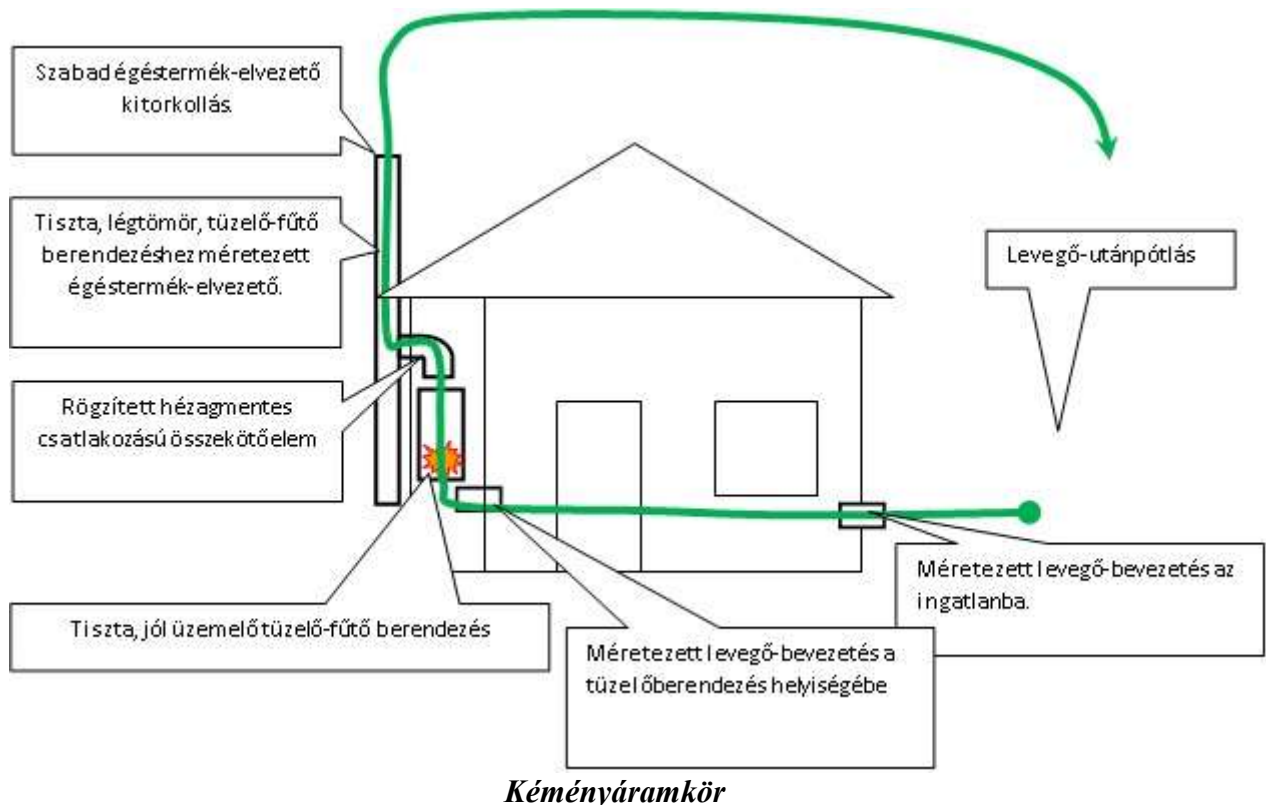 Szabad égéstermék-elvezető
kitorkollás.
Tiszta, légtömör, tüzelő-fűtő
berendezéshez méretezett
égéstermék-elvezető.
Levegő-utánpótlás
Rögzített hézagmentes
csatlakozású összekötőelem
Méretezett levegő-bevezetés az
ingatlanba.
Tiszta, jól üzemelő tüzelő-fűtő berendezés
Méretezett levegő-bevezetés a
tüzelőberendezés helyiségébe
Kéményáramkör